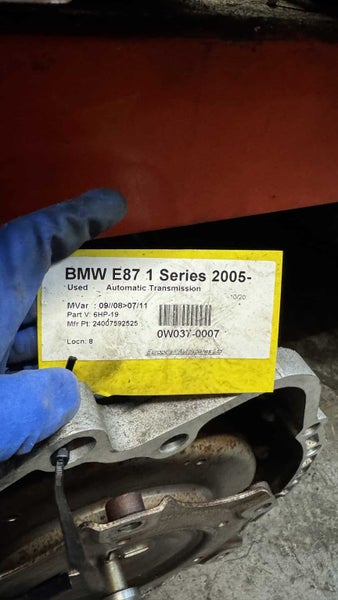 BMW E87 1 Series 2005-
Used Automatic Transmission
10/20
MVar : 09//08>07/11
Part V: 6HP-19
Mfr Pt: 24007592525
0W037-0007
Locn: 8